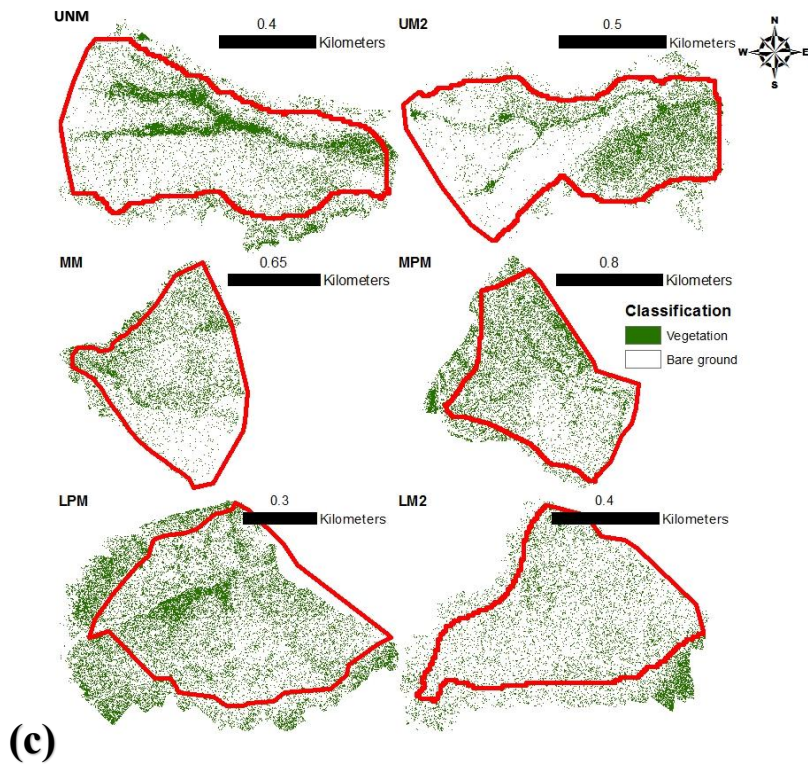 UNM
0.4
Kilometers
UM2
0.5
Kilometers
N
W E
S
MM
0.65
Kilometers
MPM
0.8
Kilometers
Classification
Vegetation
Bare ground
LPM
0.3
Kilometers
LM2
0.4
Kilometers
(c)